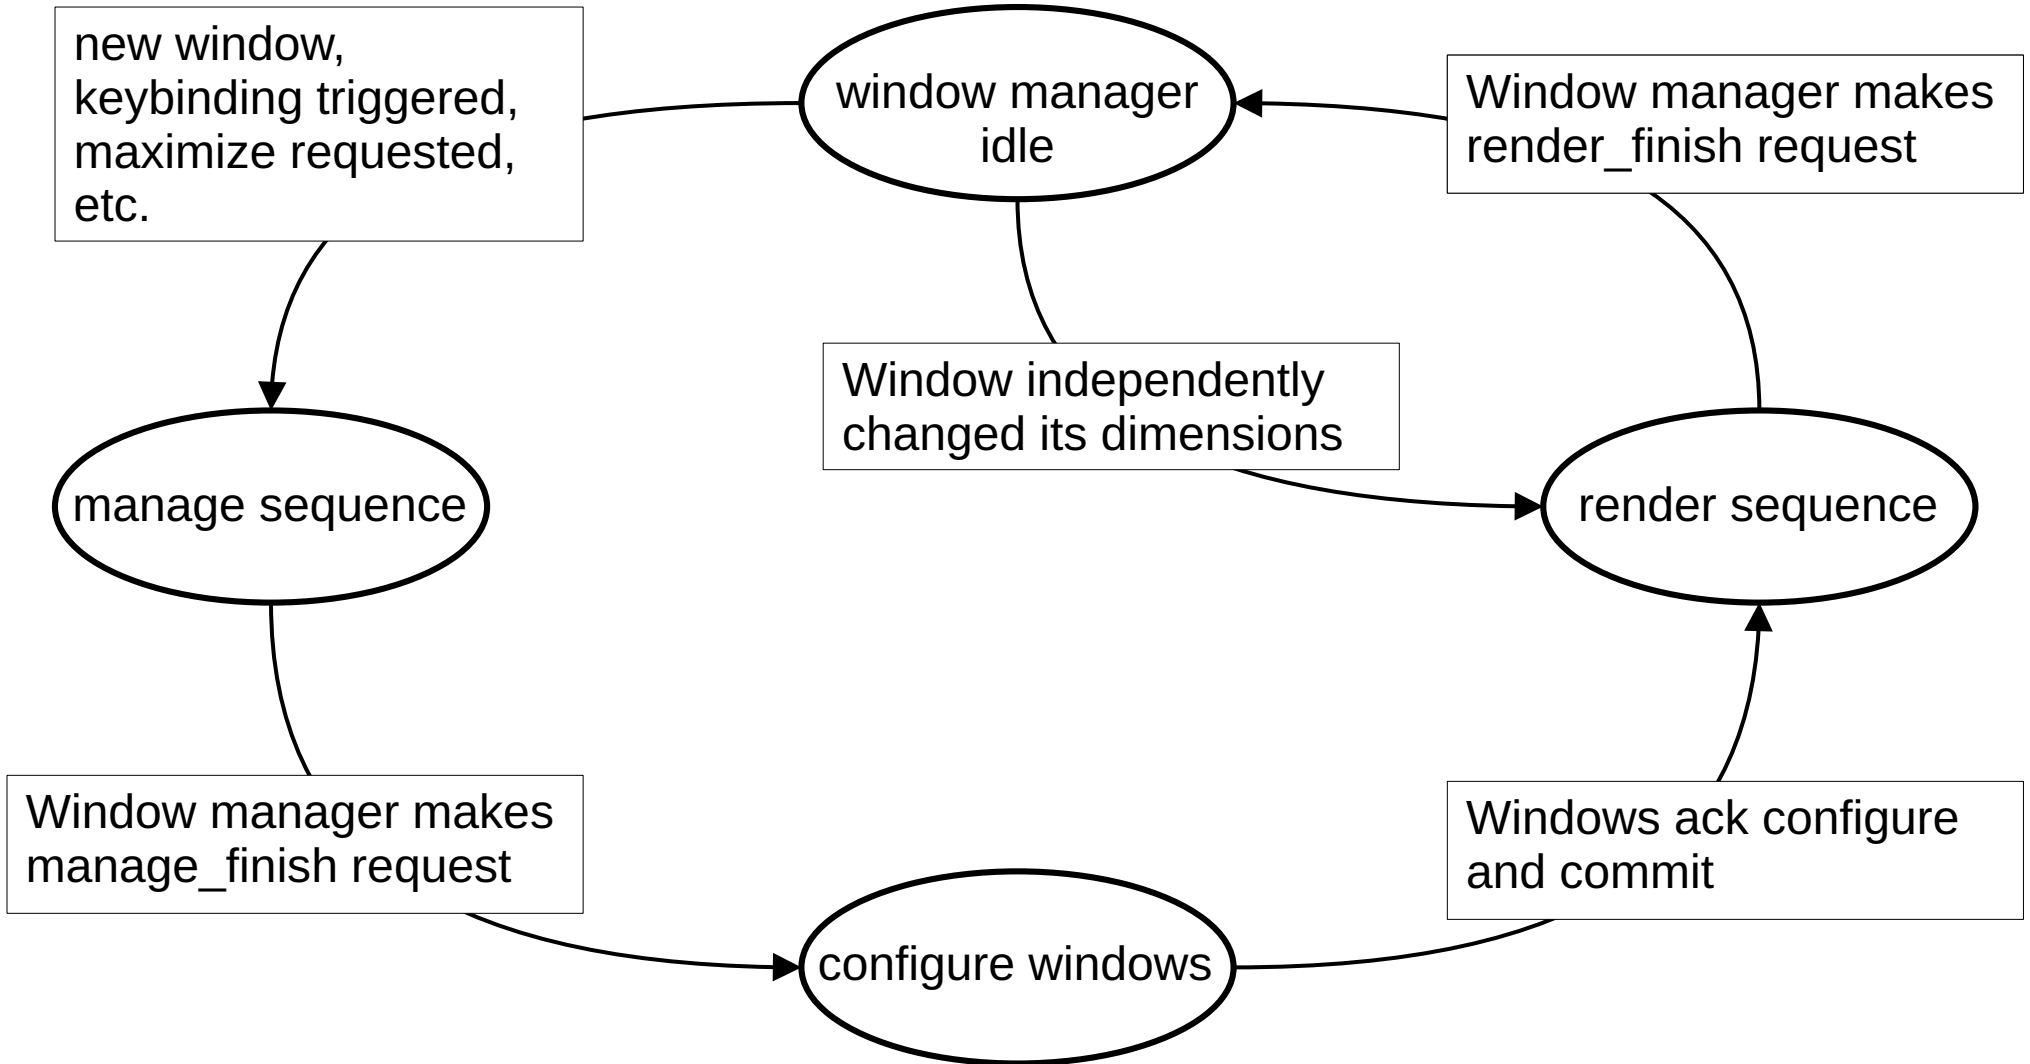 new window,
keybinding triggered,
maximize requested,
etc.
window manager
idle
Window manager makes
render_finish request
Window independently
changed its dimensions
manage sequence
render sequence
Window manager makes
manage_finish request
Windows ack configure
and commit
configure windows